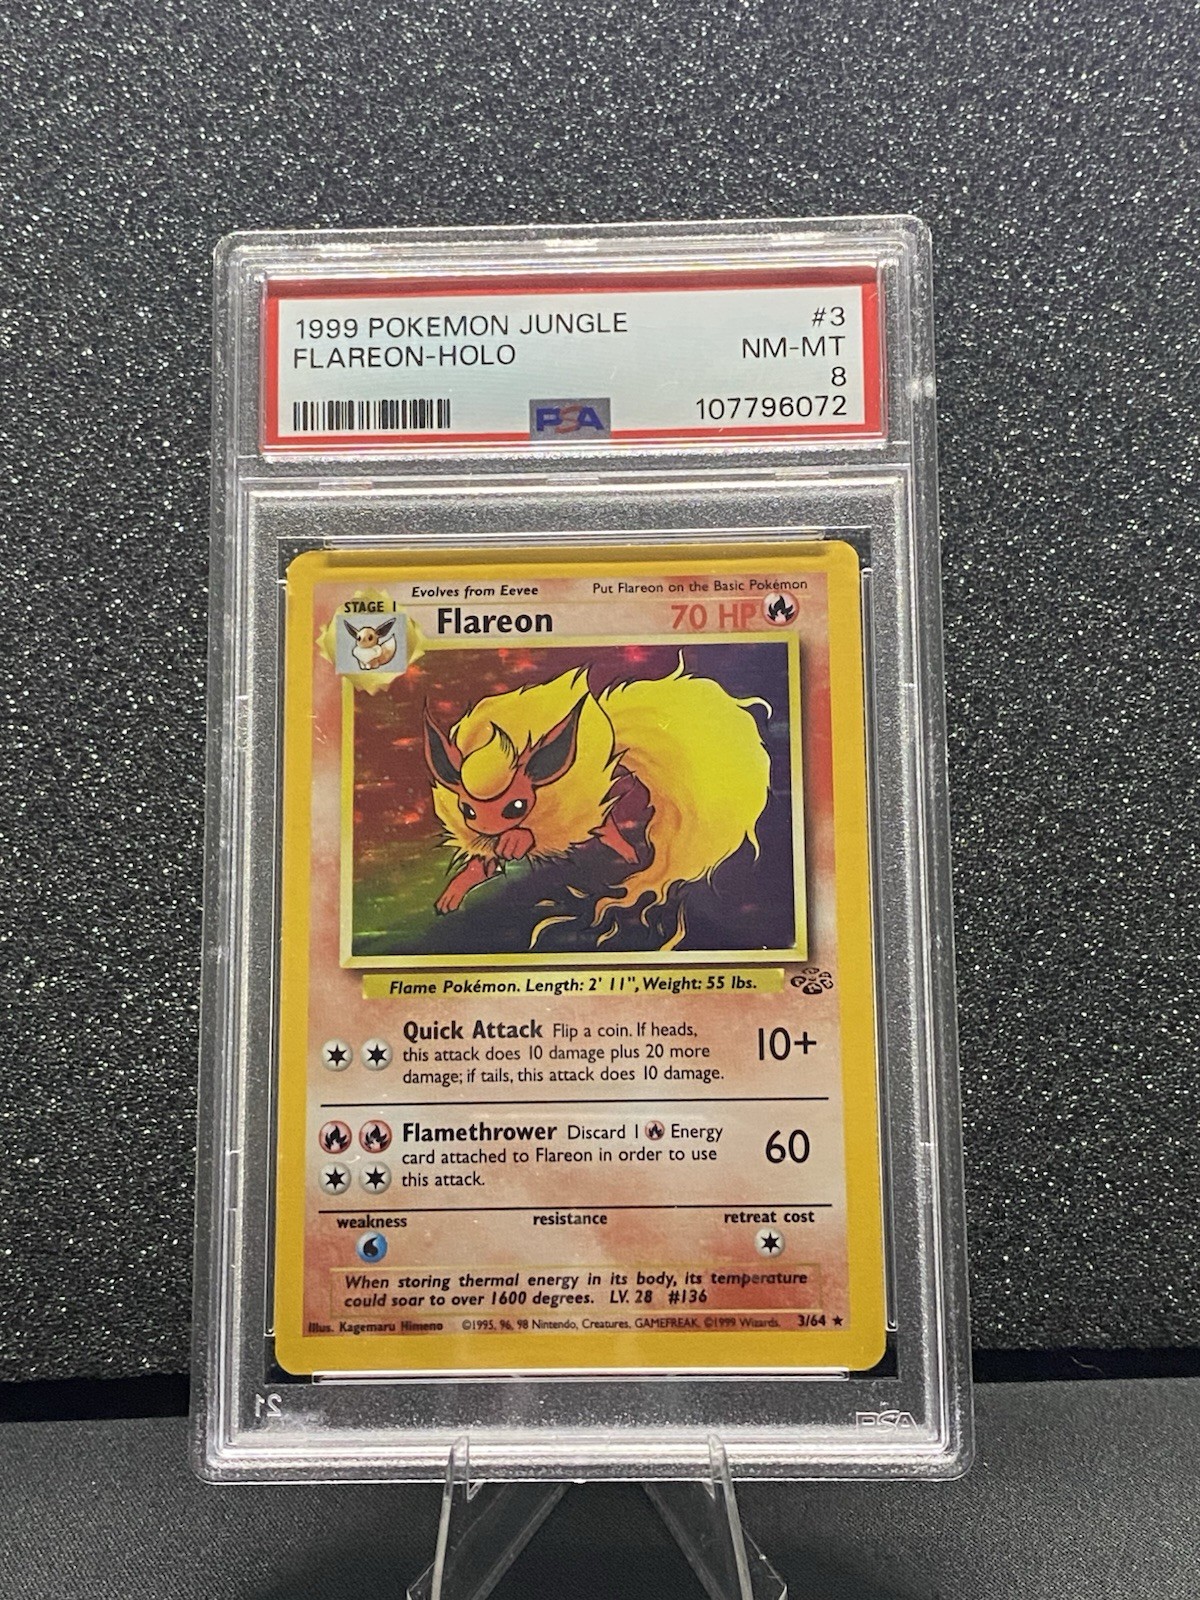 1999 POKEMON JUNGLE #3
FLAREON-HOLO NM-MT
8
PSA 107796072
Evolves from Eevee Put Flareon on the Basic Pokémon
STAGE 1 Flareon 70 HP
Flame Pokémon. Length: 2' 11", Weight: 55 lbs.
Quick Attack Flip a coin. If heads,
this attack does 10 damage plus 20 more
damage; if tails, this attack does 10 damage.
10+
Flamethrower Discard 1 Energy
card attached to Flareon in order to use
this attack.
60
weakness resistance retreat cost
When storing thermal energy in its body, its temperature
could soar to over 1600 degrees. LV. 28 #136
Illus. Kagemaru Himeno ©1995, 96, 98 Nintendo, Creatures, GAMEFREAK. ©1999 Wizards. 3/64 ★
21 PSA